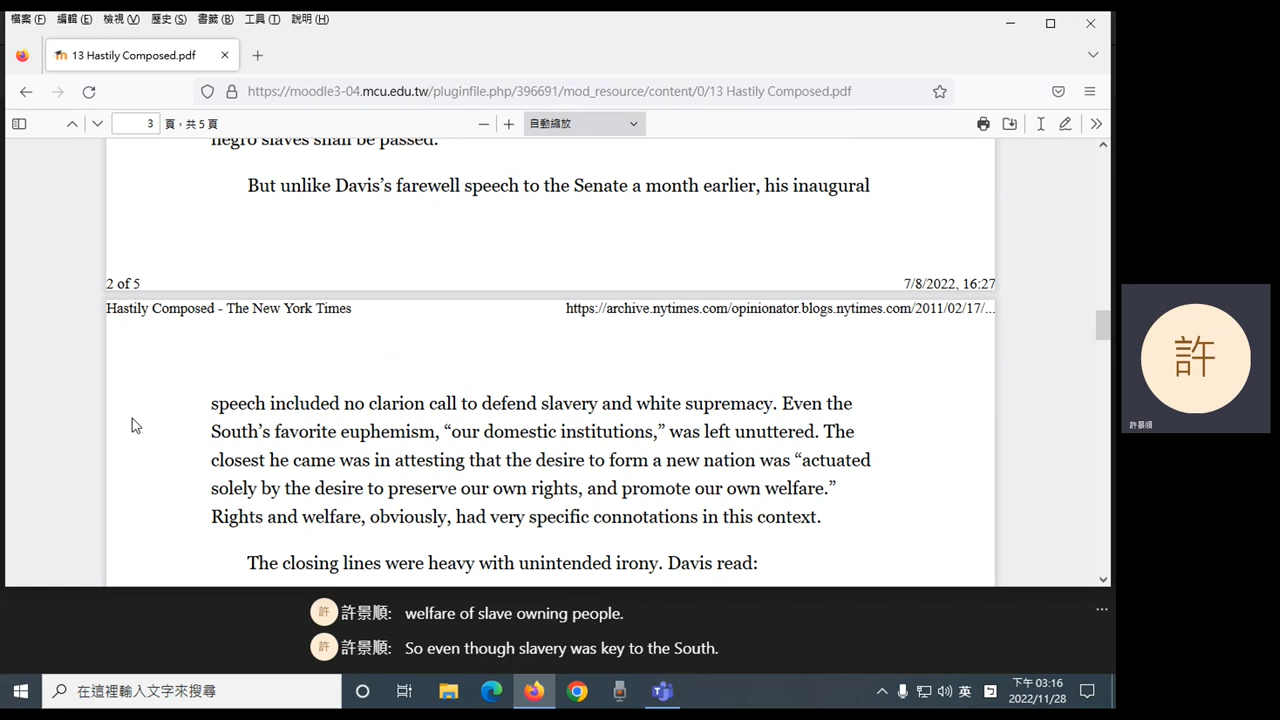 檔案(F) 編輯(E) 檢視(V) 歷史(S) 書籤(B) 工具(T) 說明(H)
13 Hastily Composed.pdf
https://moodle3-04.mcu.edu.tw/pluginfile.php/396691/mod_resource/content/0/13 Hastily Composed.pdf
3 頁，共 5 頁 自動縮放
negro slaves shall be passed.
But unlike Davis’s farewell speech to the Senate a month earlier, his inaugural
2 of 5 7/8/2022, 16:27
Hastily Composed - The New York Times https://archive.nytimes.com/opinionator.blogs.nytimes.com/2011/02/17/...
speech included no clarion call to defend slavery and white supremacy. Even the
South’s favorite euphemism, “our domestic institutions,” was left unuttered. The
closest he came was in attesting that the desire to form a new nation was “actuated
solely by the desire to preserve our own rights, and promote our own welfare.”
Rights and welfare, obviously, had very specific connotations in this context.
The closing lines were heavy with unintended irony. Davis read:
許
許景順
許 許景順: welfare of slave owning people.
許 許景順: So even though slavery was key to the South.
在這裡輸入文字來搜尋
英
下午 03:16
2022/11/28